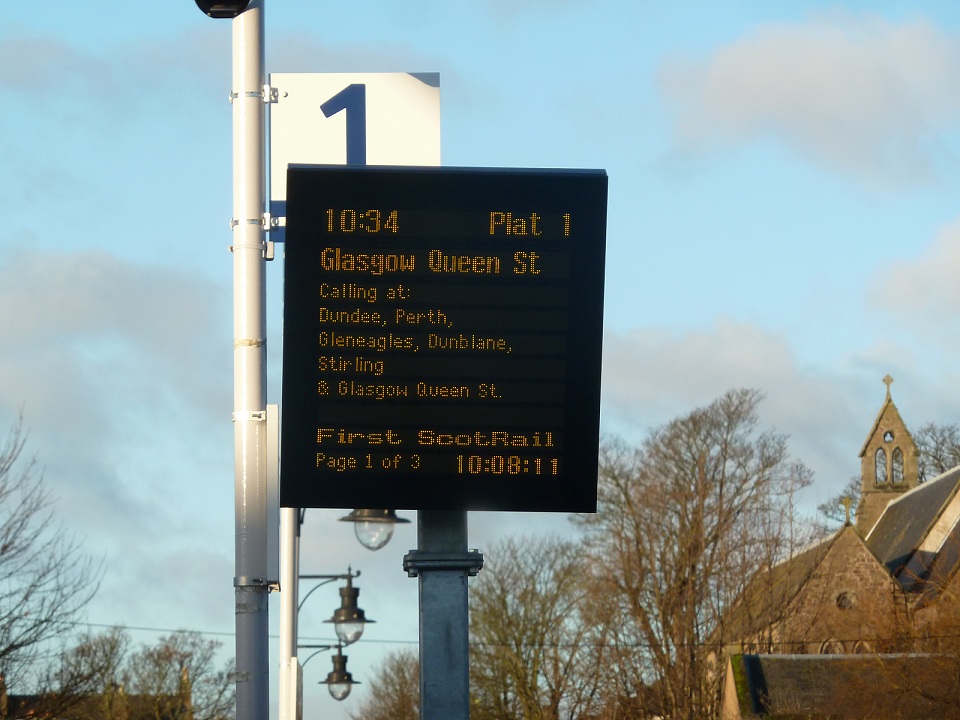 1
10:34 Plat 1
Glasgow Queen St
Calling at:
Dundee, Perth,
Gleneagles, Dunblane,
Stirling
& Glasgow Queen St.
First ScotRail
Page 1 of 3 10:08:11